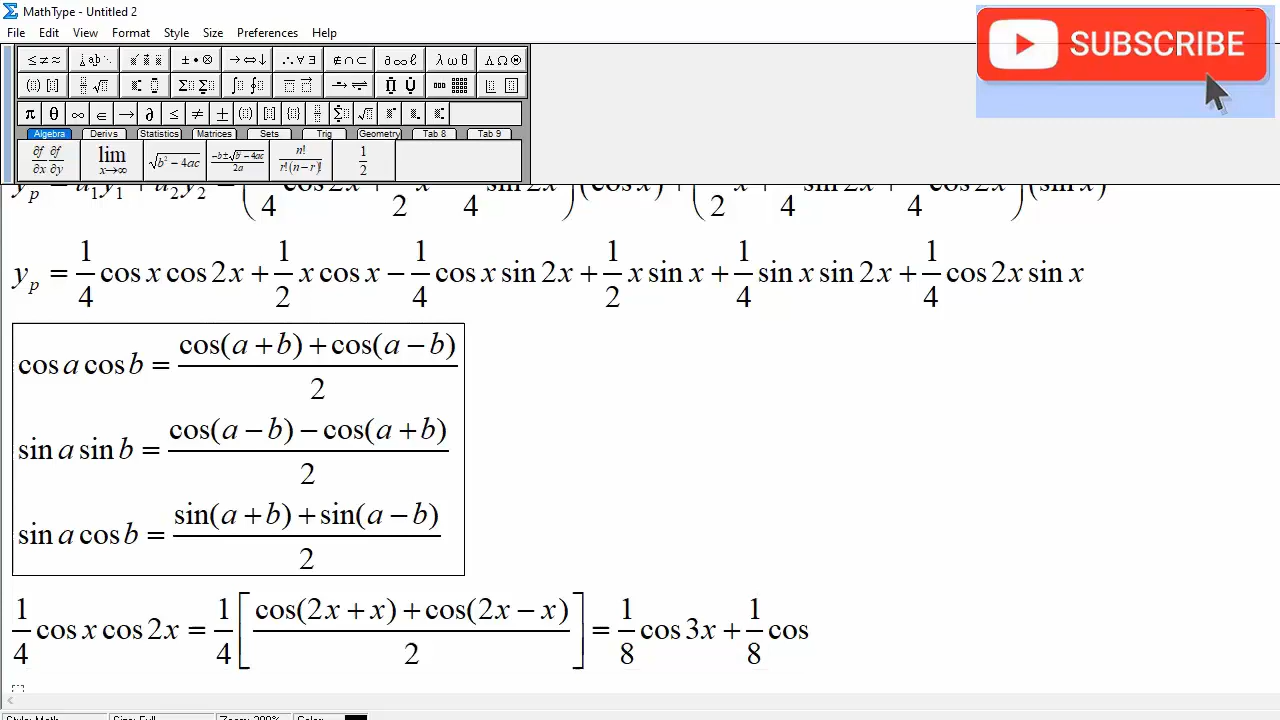 MathType - Untitled 2
SUBSCRIBE
File Edit View Format Style Size Preferences Help
Algebra Derivs Statistics Matrices Sets Trig Geometry Tab 8 Tab 9
y_p = 1/4 cos x cos 2x + 1/2 x cos x − 1/4 cos x sin 2x + 1/2 x sin x + 1/4 sin x sin 2x + 1/4 cos 2x sin x
cos a cos b = (cos(a + b) + cos(a − b))/2
sin a sin b = (cos(a − b) − cos(a + b))/2
sin a cos b = (sin(a + b) + sin(a − b))/2
1/4 cos x cos 2x = 1/4 [(cos(2x + x) + cos(2x − x))/2] = 1/8 cos 3x + 1/8 cos